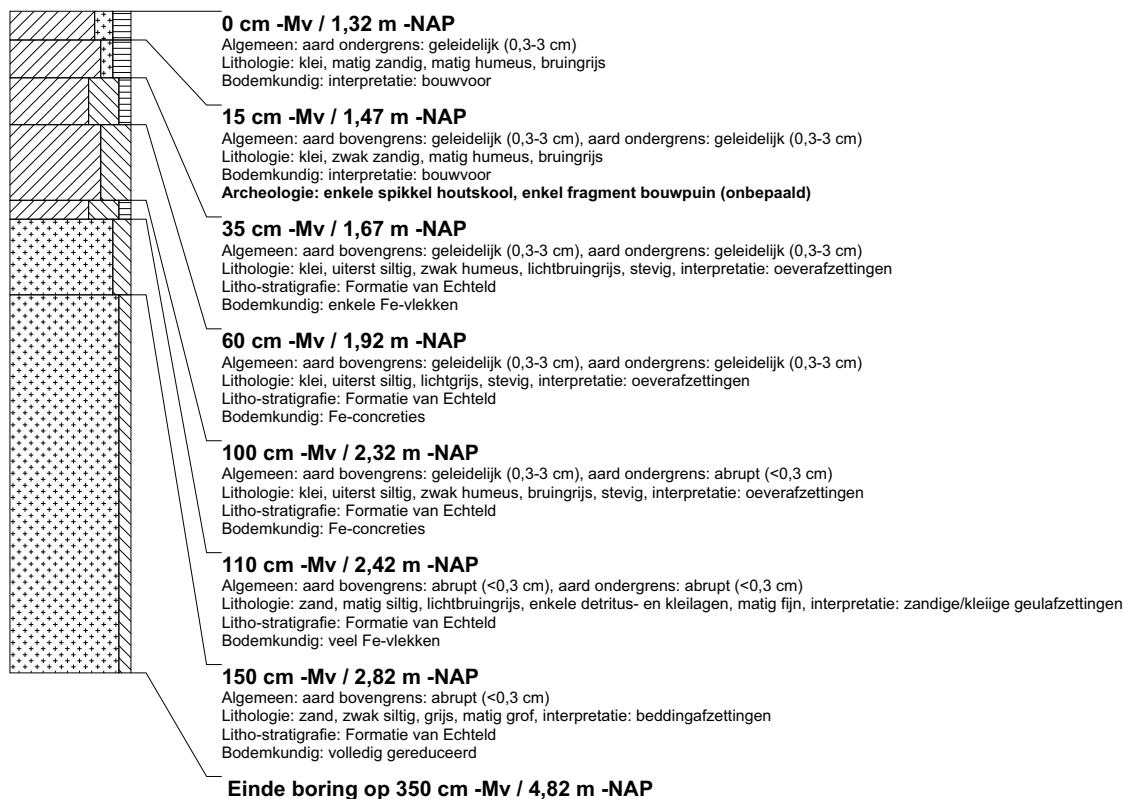 0 cm -Mv / 1,32 m -NAP
Algemeen: aard ondergrens: geleidelijk (0,3-3 cm)
Lithologie: klei, matig zandig, matig humeus, bruingrijs
Bodemkundig: interpretatie: bouwvoor
15 cm -Mv / 1,47 m -NAP
Algemeen: aard bovengrens: geleidelijk (0,3-3 cm), aard ondergrens: geleidelijk (0,3-3 cm)
Lithologie: klei, zwak zandig, matig humeus, bruingrijs
Bodemkundig: interpretatie: bouwvoor
Archeologie: enkele spikkel houtskool, enkel fragment bouwpuin (onbepaald)
35 cm -Mv / 1,67 m -NAP
Algemeen: aard bovengrens: geleidelijk (0,3-3 cm), aard ondergrens: geleidelijk (0,3-3 cm)
Lithologie: klei, uiterst siltig, zwak humeus, lichtbruingrijs, stevig, interpretatie: oeverafzettingen
Litho-stratigrafie: Formatie van Echteld
Bodemkundig: enkele Fe-vlekken
60 cm -Mv / 1,92 m -NAP
Algemeen: aard bovengrens: geleidelijk (0,3-3 cm), aard ondergrens: geleidelijk (0,3-3 cm)
Lithologie: klei, uiterst siltig, lichtgrijs, stevig, interpretatie: oeverafzettingen
Litho-stratigrafie: Formatie van Echteld
Bodemkundig: Fe-concreties
100 cm -Mv / 2,32 m -NAP
Algemeen: aard bovengrens: geleidelijk (0,3-3 cm), aard ondergrens: abrupt (<0,3 cm)
Lithologie: klei, uiterst siltig, zwak humeus, bruingrijs, stevig, interpretatie: oeverafzettingen
Litho-stratigrafie: Formatie van Echteld
Bodemkundig: Fe-concreties
110 cm -Mv / 2,42 m -NAP
Algemeen: aard bovengrens: abrupt (<0,3 cm), aard ondergrens: abrupt (<0,3 cm)
Lithologie: zand, matig siltig, lichtbruingrijs, enkele detritus- en kleilagen, matig fijn, interpretatie: zandige/kleiige geulafzettingen
Litho-stratigrafie: Formatie van Echteld
Bodemkundig: veel Fe-vlekken
150 cm -Mv / 2,82 m -NAP
Algemeen: aard bovengrens: abrupt (<0,3 cm)
Lithologie: zand, zwak siltig, grijs, matig grof, interpretatie: beddingafzettingen
Litho-stratigrafie: Formatie van Echteld
Bodemkundig: volledig gereduceerd
Einde boring op 350 cm -Mv / 4,82 m -NAP